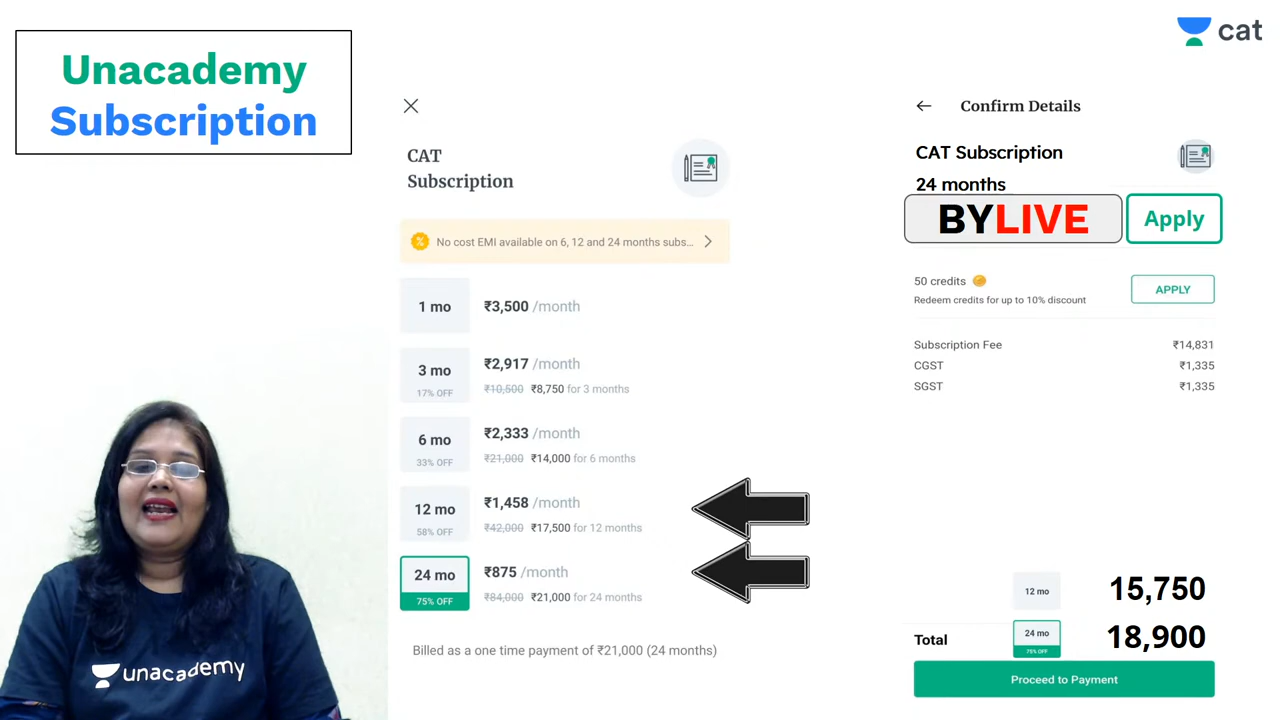 Unacademy
Subscription
cat
CAT
Subscription
No cost EMI available on 6, 12 and 24 months subs...
1 mo
₹3,500 /month
3 mo
17% OFF
₹2,917 /month
₹10,500 ₹8,750 for 3 months
6 mo
33% OFF
₹2,333 /month
₹21,000 ₹14,000 for 6 months
12 mo
58% OFF
₹1,458 /month
₹42,000 ₹17,500 for 12 months
24 mo
75% OFF
₹875 /month
₹84,000 ₹21,000 for 24 months
Billed as a one time payment of ₹21,000 (24 months)
Confirm Details
CAT Subscription
24 months
BYLIVE Apply
50 credits
Redeem credits for up to 10% discount
APPLY
Subscription Fee ₹14,831
CGST ₹1,335
SGST ₹1,335
12 mo 15,750
Total 24 mo 18,900
75% OFF
Proceed to Payment
unacademy